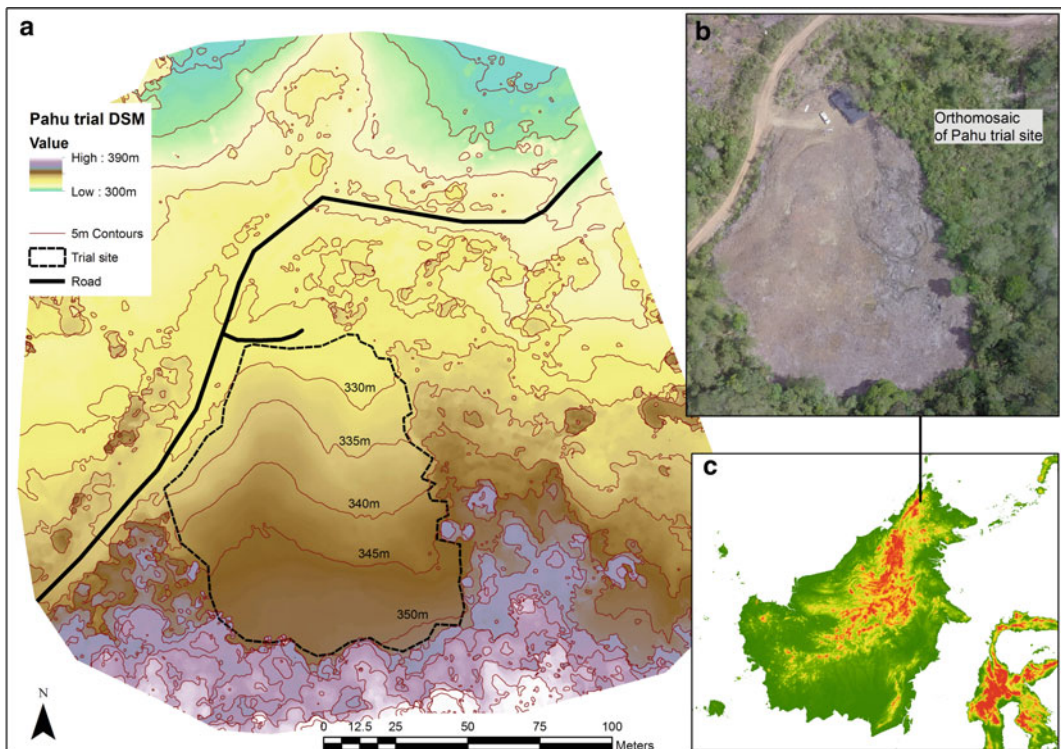 a
Pahu trial DSM
Value
High : 390m
Low : 300m
5m Contours
Trial site
Road
330m
335m
340m
345m
350m
N
0 12.5 25 50 75 100
Meters
b
Orthomosaic
of Pahu trial site
c